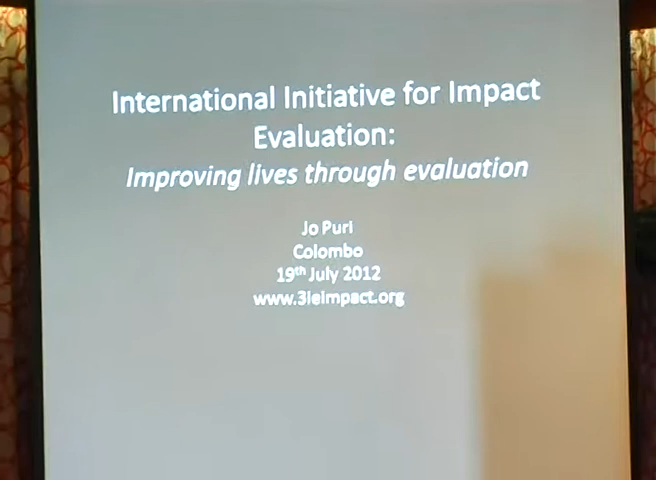 International Initiative for Impact
Evaluation:
Improving lives through evaluation
Jo Puri
Colombo
19th July 2012
www.3ieimpact.org